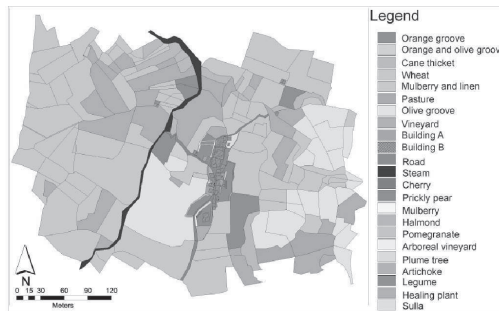 Legend
Orange groove
Orange and olive groove
Cane thicket
Wheat
Mulberry and linen
Pasture
Olive groove
Vineyard
Building A
Building B
Road
Steam
Cherry
Prickly pear
Mulberry
Halmond
Pomegranate
Arboreal vineyard
Plume tree
Artichoke
Legume
Healing plant
Sulla
N
0 15 30 60 90 120
Meters